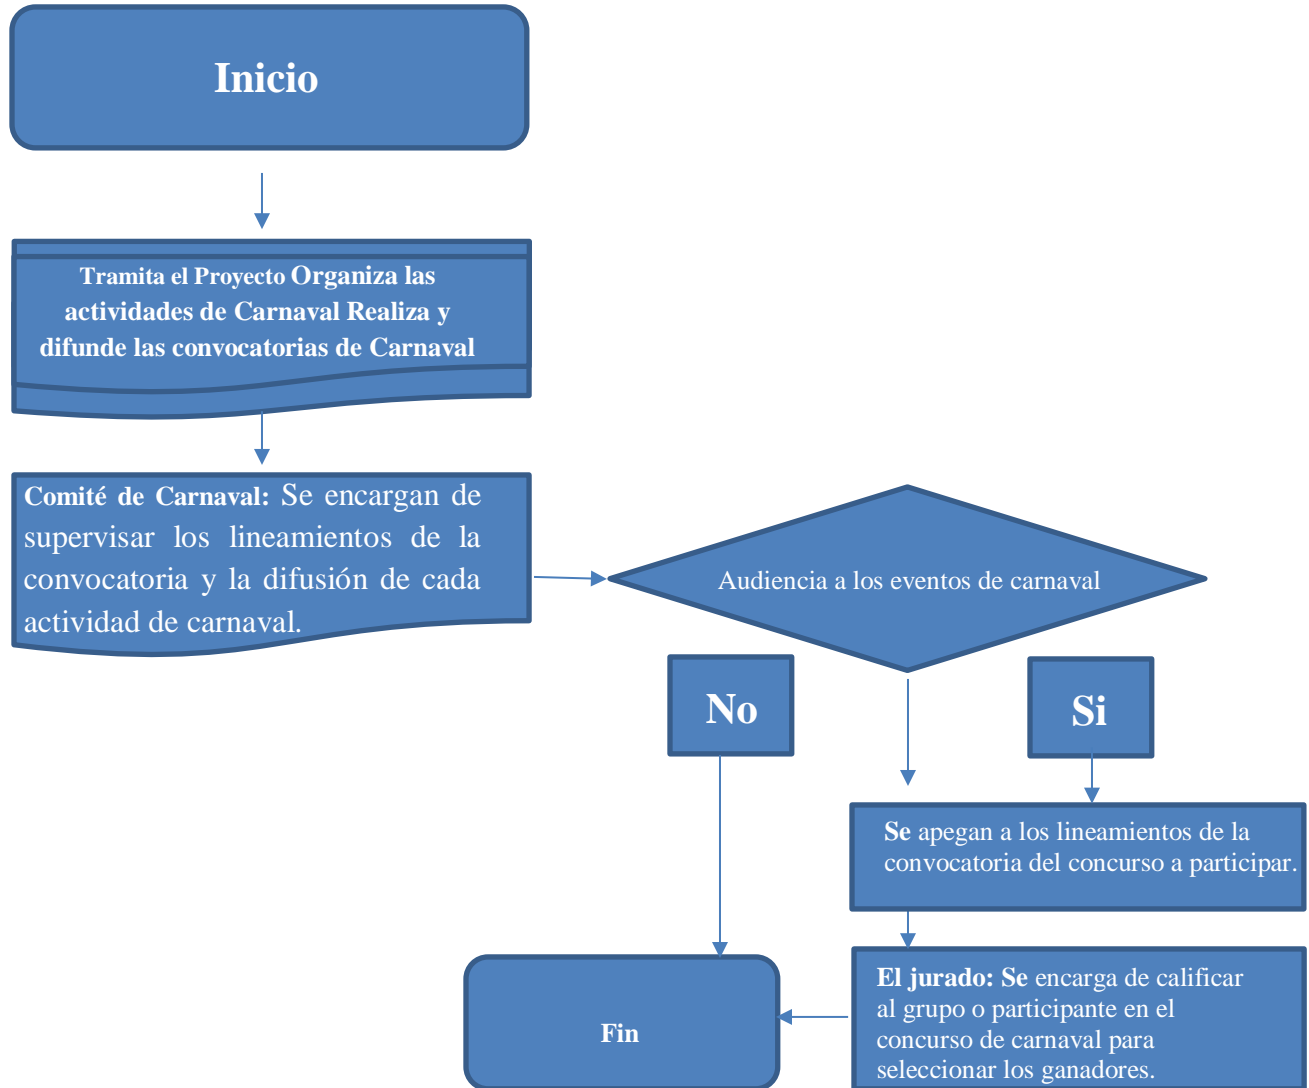 Inicio
Tramita el Proyecto Organiza las
actividades de Carnaval Realiza y
difunde las convocatorias de Carnaval
Comité de Carnaval: Se encargan de
supervisar los lineamientos de la
convocatoria y la difusión de cada
actividad de carnaval.
Audiencia a los eventos de carnaval
No
Si
Se apegan a los lineamientos de la
convocatoria del concurso a participar.
El jurado: Se encarga de calificar
al grupo o participante en el
concurso de carnaval para
seleccionar los ganadores.
Fin